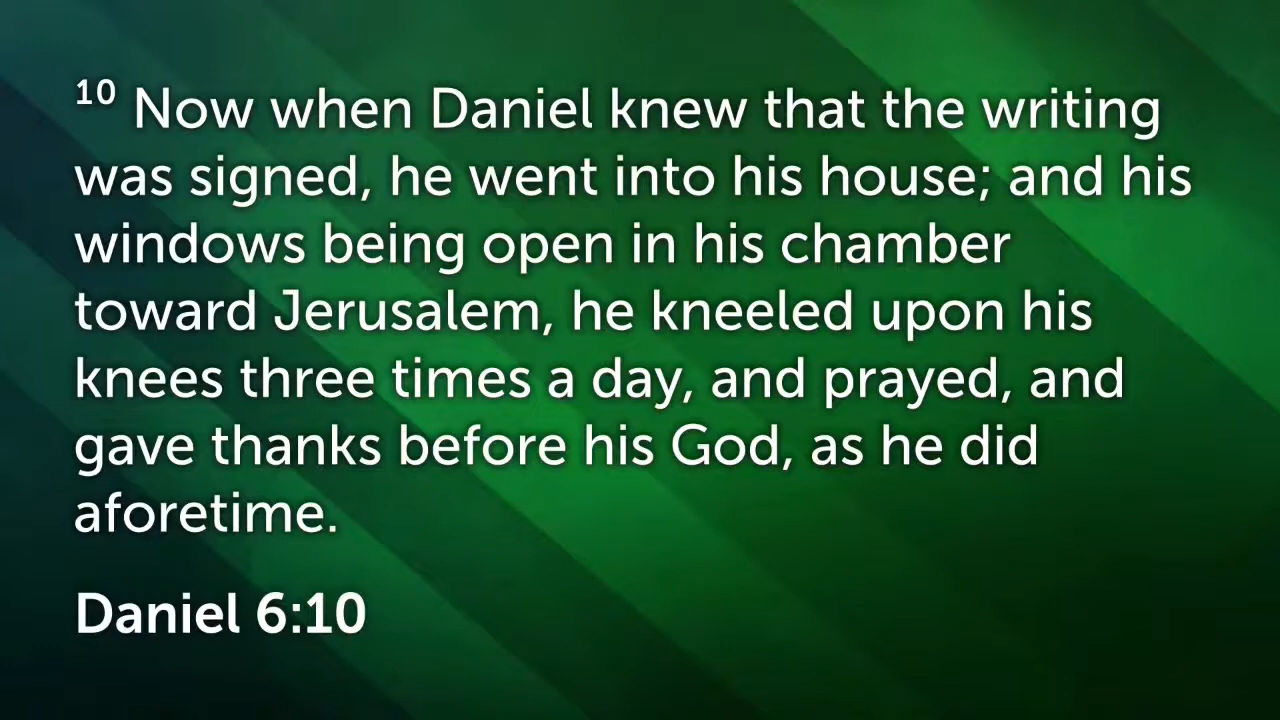 10 Now when Daniel knew that the writing
was signed, he went into his house; and his
windows being open in his chamber
toward Jerusalem, he kneeled upon his
knees three times a day, and prayed, and
gave thanks before his God, as he did
aforetime.
Daniel 6:10